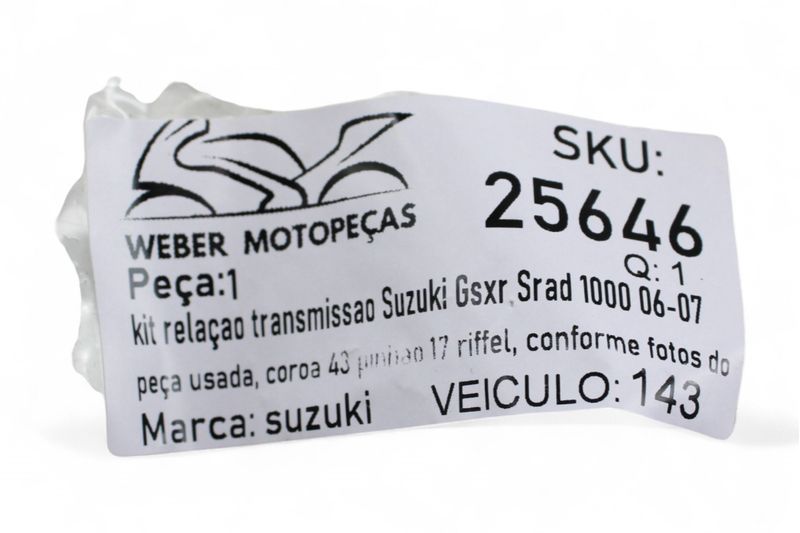 WEBER MOTOPEÇAS
SKU:
25646
Q: 1
Peça:1
kit relaçao transmissao Suzuki Gsxr Srad 1000 06-07
peça usada, coroa 43 pinhao 17 riffel, conforme fotos do
Marca: suzuki
VEICULO: 143